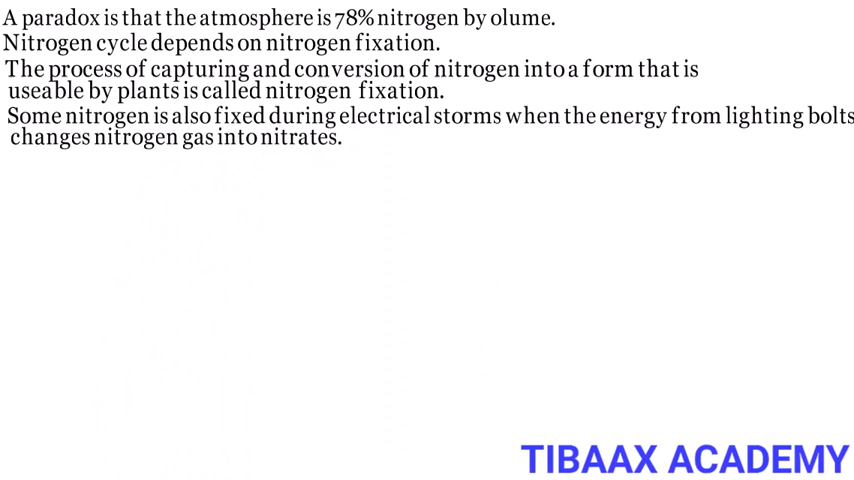 A paradox is that the atmosphere is 78% nitrogen by olume.
Nitrogen cycle depends on nitrogen fixation.
The process of capturing and conversion of nitrogen into a form that is
useable by plants is called nitrogen fixation.
Some nitrogen is also fixed during electrical storms when the energy from lighting bolts
changes nitrogen gas into nitrates.
TIBAAX ACADEMY